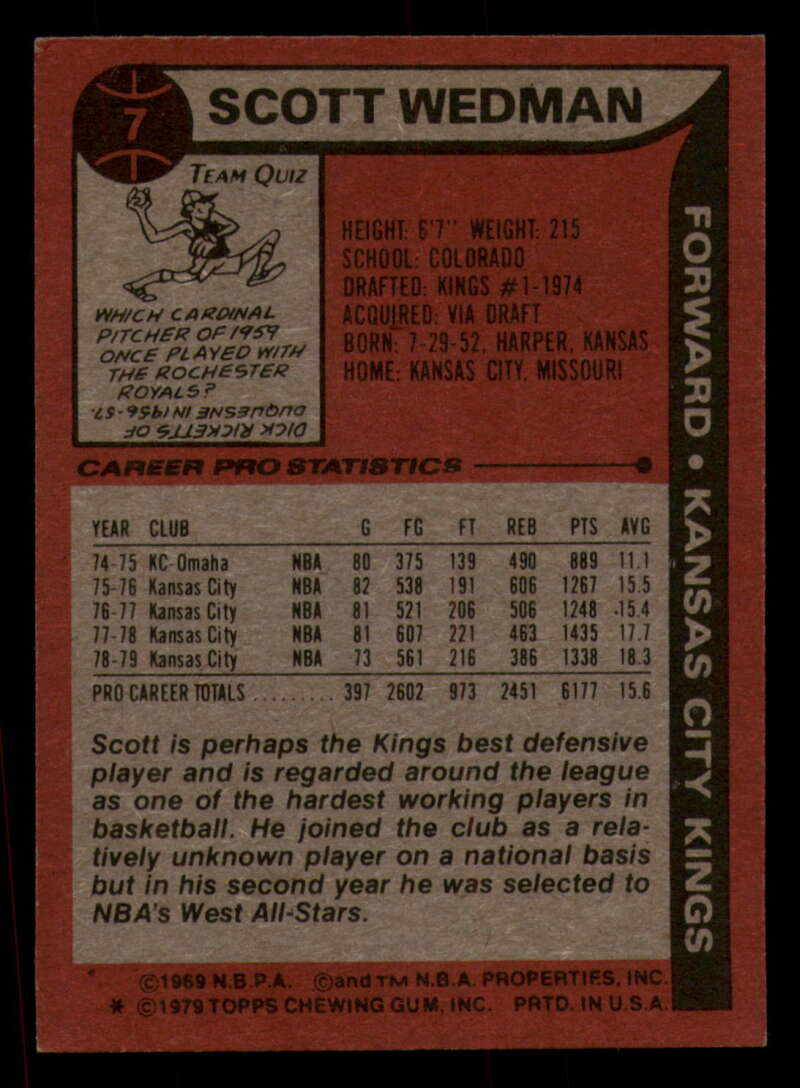 7
SCOTT WEDMAN
TEAM QUIZ
WHICH CARDINAL
PITCHER OF 1959
ONCE PLAYED WITH
THE ROCHESTER
ROYALS?
DICK RICKETTS OF
DUQUESNE IN 1956-57.
HEIGHT: 6'7" WEIGHT: 215
SCHOOL: COLORADO
DRAFTED: KINGS #1-1974
ACQUIRED: VIA DRAFT
BORN: 7-29-52, HARPER, KANSAS
HOME: KANSAS CITY, MISSOURI
FORWARD • KANSAS CITY KINGS
CAREER PRO STATISTICS
YEAR CLUB G FG FT REB PTS AVG
74-75 KC-Omaha NBA 80 375 139 490 889 11.1
75-76 Kansas City NBA 82 538 191 606 1267 15.5
76-77 Kansas City NBA 81 521 206 506 1248 15.4
77-78 Kansas City NBA 81 607 221 463 1435 17.7
78-79 Kansas City NBA 73 561 216 386 1338 18.3
PRO CAREER TOTALS ......... 397 2602 973 2451 6177 15.6
Scott is perhaps the Kings best defensive
player and is regarded around the league
as one of the hardest working players in
basketball. He joined the club as a rela-
tively unknown player on a national basis
but in his second year he was selected to
NBA's West All-Stars.
©1969 N.B.P.A. ©and TM N.B.A. PROPERTIES, INC.
* ©1979 TOPPS CHEWING GUM, INC. PRTD. IN U.S.A.